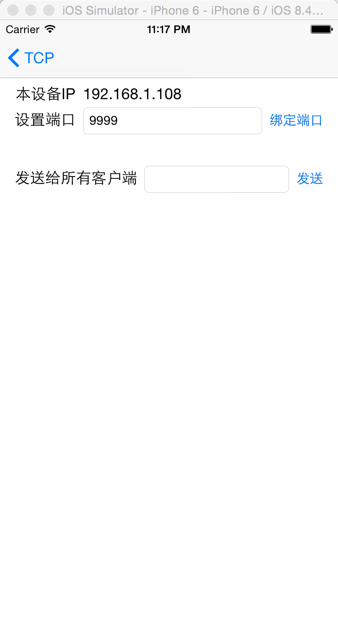 iOS Simulator - iPhone 6 - iPhone 6 / iOS 8.4...
Carrier 11:17 PM
TCP
本设备IP 192.168.1.108
设置端口 9999 绑定端口
发送给所有客户端 发送